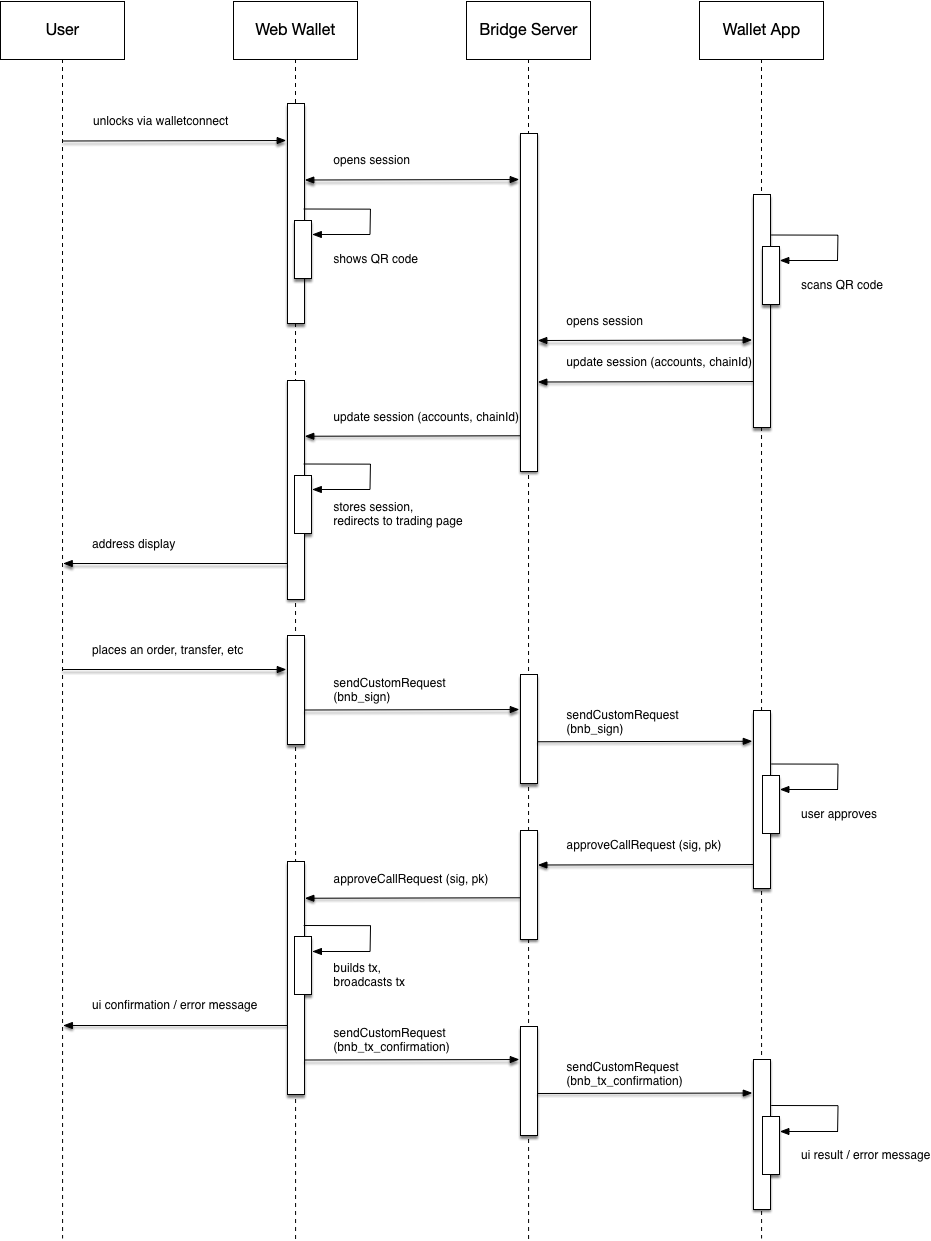 User
Web Wallet
Bridge Server
Wallet App
unlocks via walletconnect
opens session
shows QR code
scans QR code
opens session
update session (accounts, chainId)
update session (accounts, chainId)
stores session,
redirects to trading page
address display
places an order, transfer, etc
sendCustomRequest
(bnb_sign)
sendCustomRequest
(bnb_sign)
user approves
approveCallRequest (sig, pk)
approveCallRequest (sig, pk)
builds tx,
broadcasts tx
ui confirmation / error message
sendCustomRequest
(bnb_tx_confirmation)
sendCustomRequest
(bnb_tx_confirmation)
ui result / error message